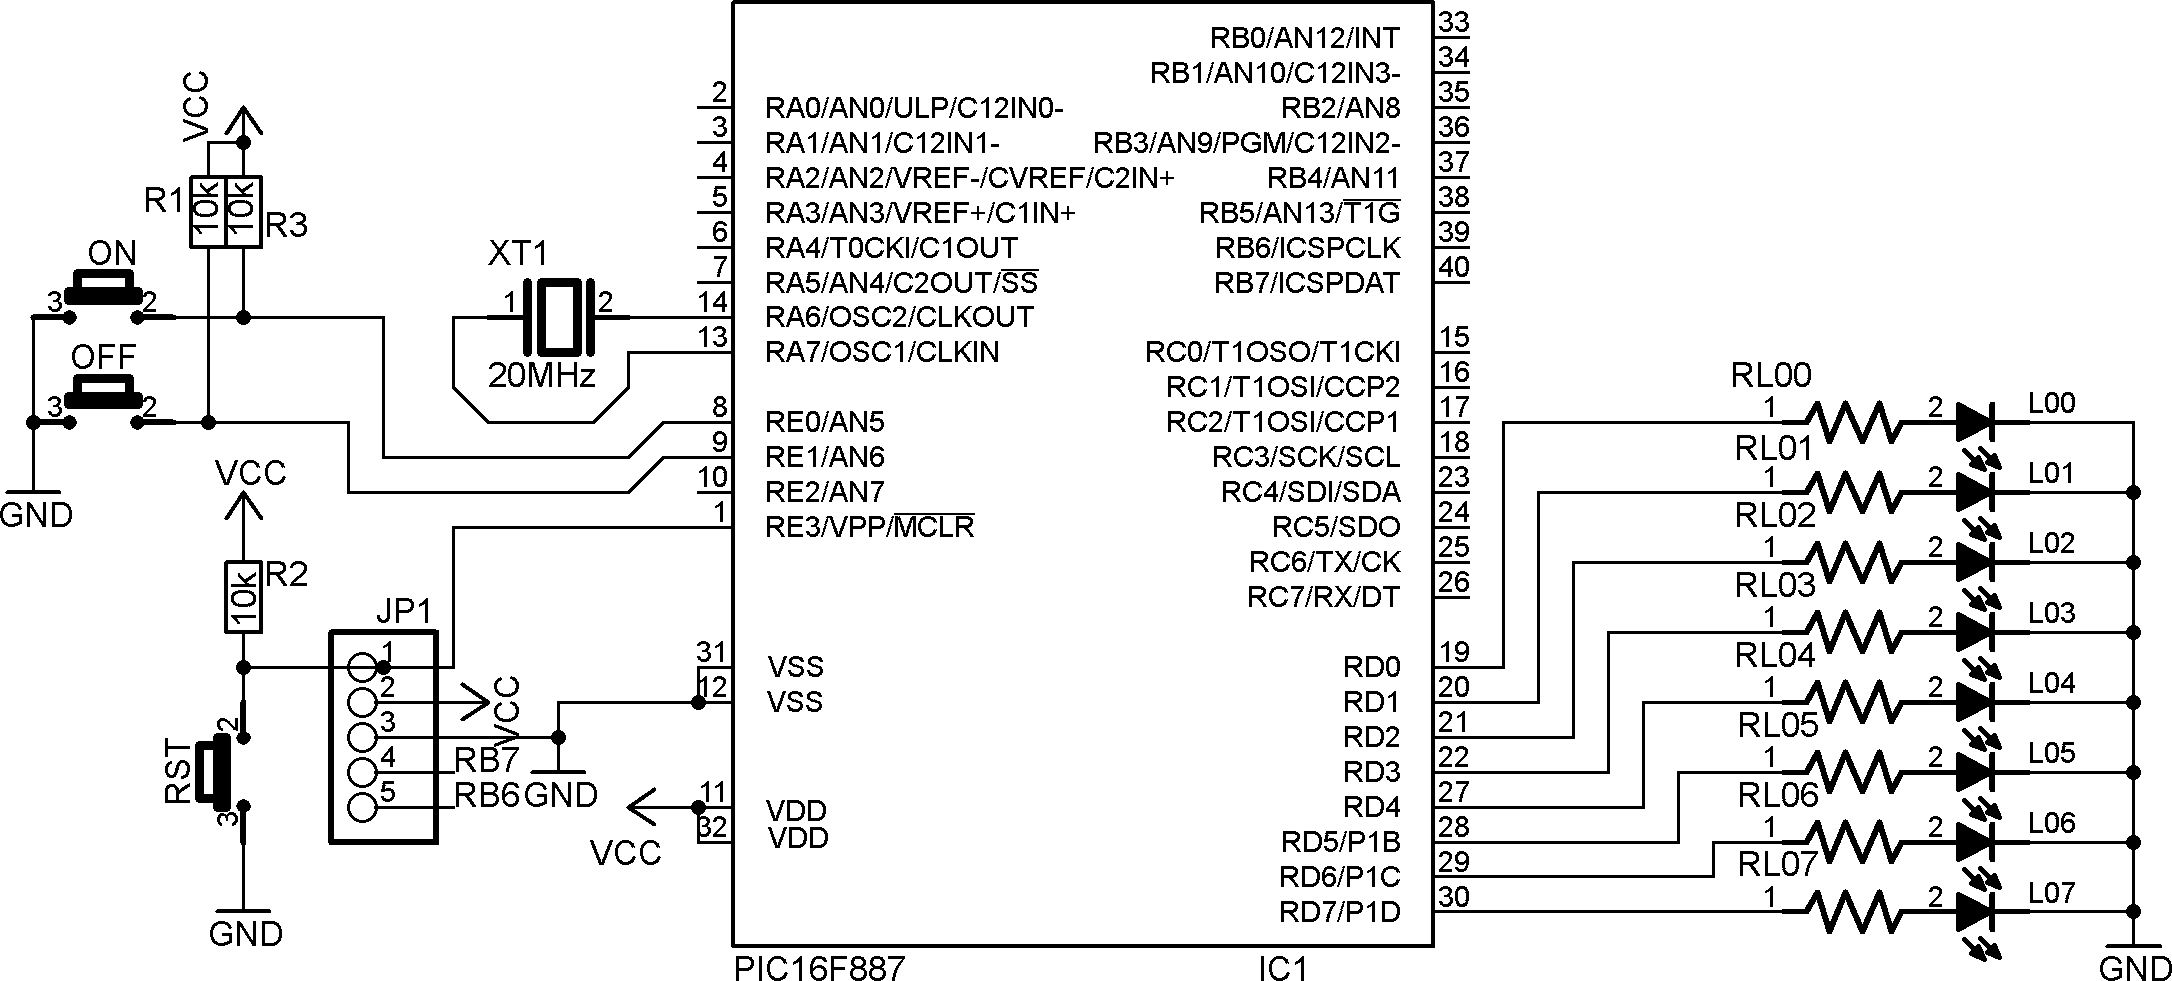 VCC
R1
10k
10k
R3
ON
3
2
OFF
3
2
GND
VCC
R2
10k
RST
2
3
GND
JP1
1
2
3
4
5
VCC
RB7
RB6
GND
XT1
1
2
20MHz
2 RA0/AN0/ULP/C12IN0-
3 RA1/AN1/C12IN1-
4 RA2/AN2/VREF-/CVREF/C2IN+
5 RA3/AN3/VREF+/C1IN+
6 RA4/T0CKI/C1OUT
7 RA5/AN4/C2OUT/SS
14 RA6/OSC2/CLKOUT
13 RA7/OSC1/CLKIN
8 RE0/AN5
9 RE1/AN6
10 RE2/AN7
1 RE3/VPP/MCLR
31 VSS
12 VSS
11 VDD
32 VDD
VCC
RB0/AN12/INT 33
RB1/AN10/C12IN3- 34
RB2/AN8 35
RB3/AN9/PGM/C12IN2- 36
RB4/AN11 37
RB5/AN13/T1G 38
RB6/ICSPCLK 39
RB7/ICSPDAT 40
RC0/T1OSO/T1CKI 15
RC1/T1OSI/CCP2 16
RC2/T1OSI/CCP1 17
RC3/SCK/SCL 18
RC4/SDI/SDA 23
RC5/SDO 24
RC6/TX/CK 25
RC7/RX/DT 26
RD0 19
RD1 20
RD2 21
RD3 22
RD4 27
RD5/P1B 28
RD6/P1C 29
RD7/P1D 30
PIC16F887 IC1
RL00
1 2 L00
RL01
1 2 L01
RL02
1 2 L02
RL03
1 2 L03
RL04
1 2 L04
RL05
1 2 L05
RL06
1 2 L06
RL07
1 2 L07
GND